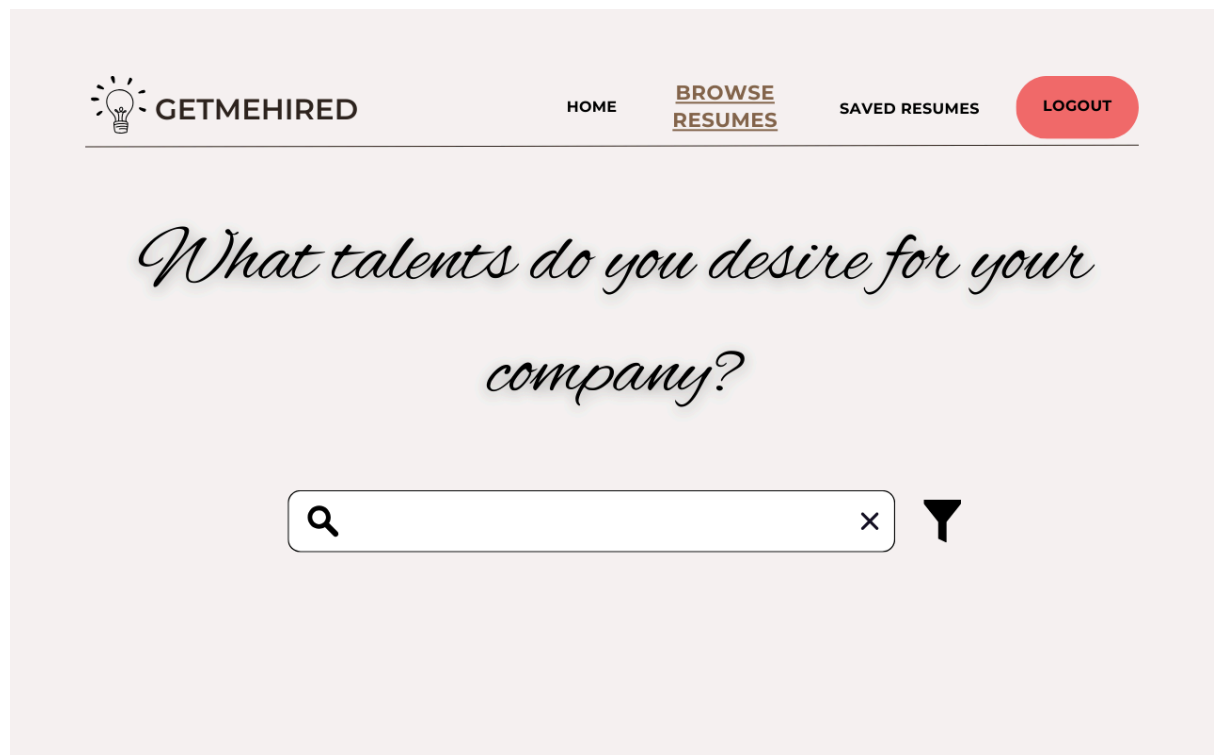 GETMEHIRED
HOME
BROWSE
RESUMES
SAVED RESUMES
LOGOUT
What talents do you desire for your
company?